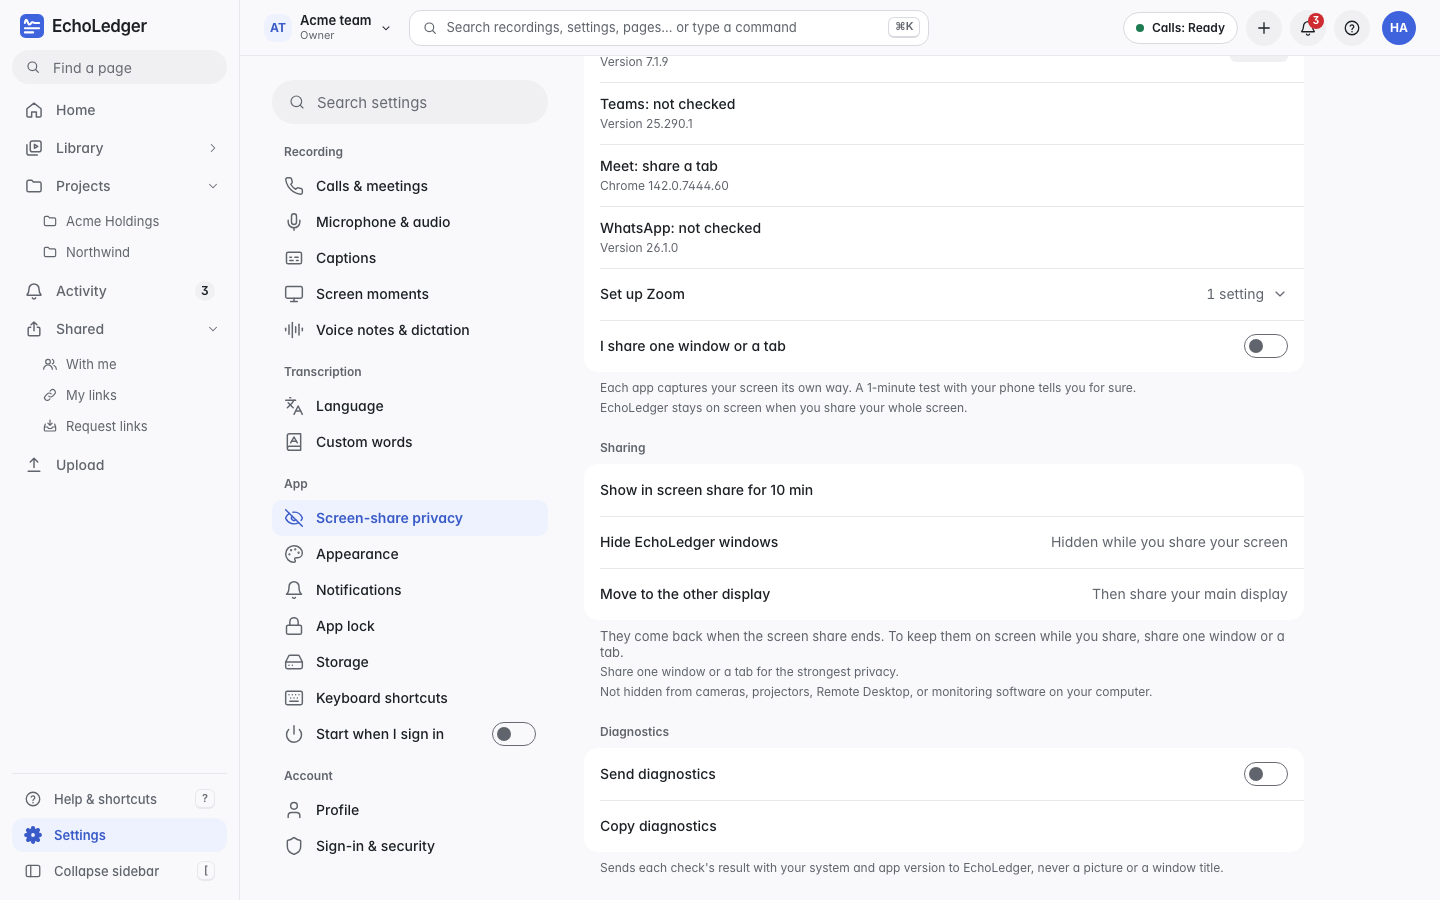 EchoLedger
Find a page
Home
Library
Projects
Acme Holdings
Northwind
Activity
3
Shared
With me
My links
Request links
Upload
Help & shortcuts
?
Settings
Collapse sidebar
[
AT
Acme team
Owner
Search recordings, settings, pages... or type a command
⌘K
Calls: Ready
3
HA
Search settings
Recording
Calls & meetings
Microphone & audio
Captions
Screen moments
Voice notes & dictation
Transcription
Language
Custom words
App
Screen-share privacy
Appearance
Notifications
App lock
Storage
Keyboard shortcuts
Start when I sign in
Account
Profile
Sign-in & security
Version 7.1.9
Teams: not checked
Version 25.290.1
Meet: share a tab
Chrome 142.0.7444.60
WhatsApp: not checked
Version 26.1.0
Set up Zoom
1 setting
I share one window or a tab
Each app captures your screen its own way. A 1-minute test with your phone tells you for sure.
EchoLedger stays on screen when you share your whole screen.
Sharing
Show in screen share for 10 min
Hide EchoLedger windows
Hidden while you share your screen
Move to the other display
Then share your main display
They come back when the screen share ends. To keep them on screen while you share, share one window or a
tab.
Share one window or a tab for the strongest privacy.
Not hidden from cameras, projectors, Remote Desktop, or monitoring software on your computer.
Diagnostics
Send diagnostics
Copy diagnostics
Sends each check's result with your system and app version to EchoLedger, never a picture or a window title.